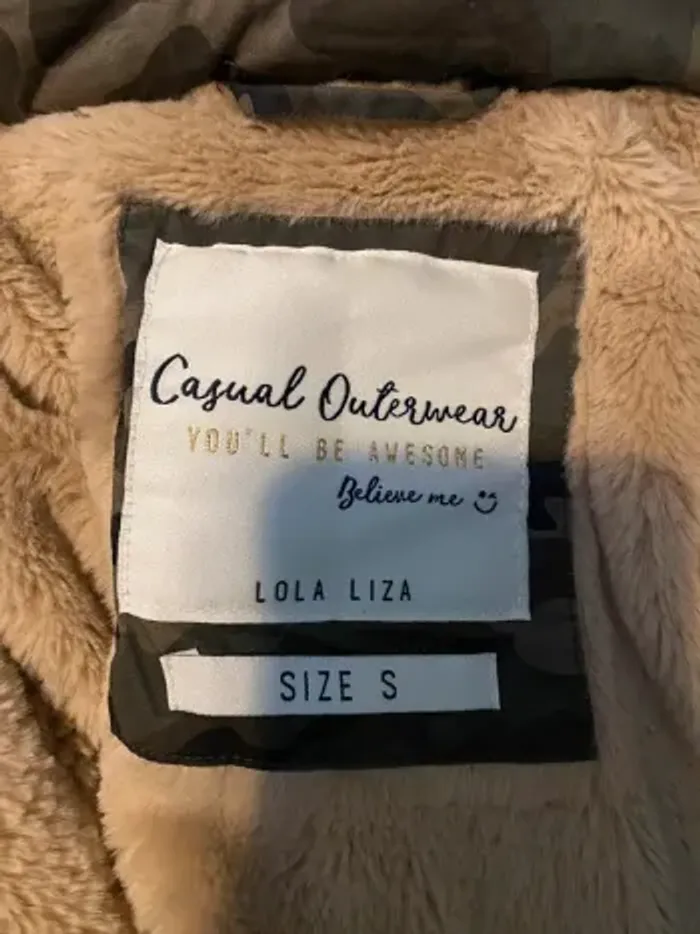 Casual Outerwear
YOU'LL BE AWESOME
Believe me
LOLA LIZA
SIZE S